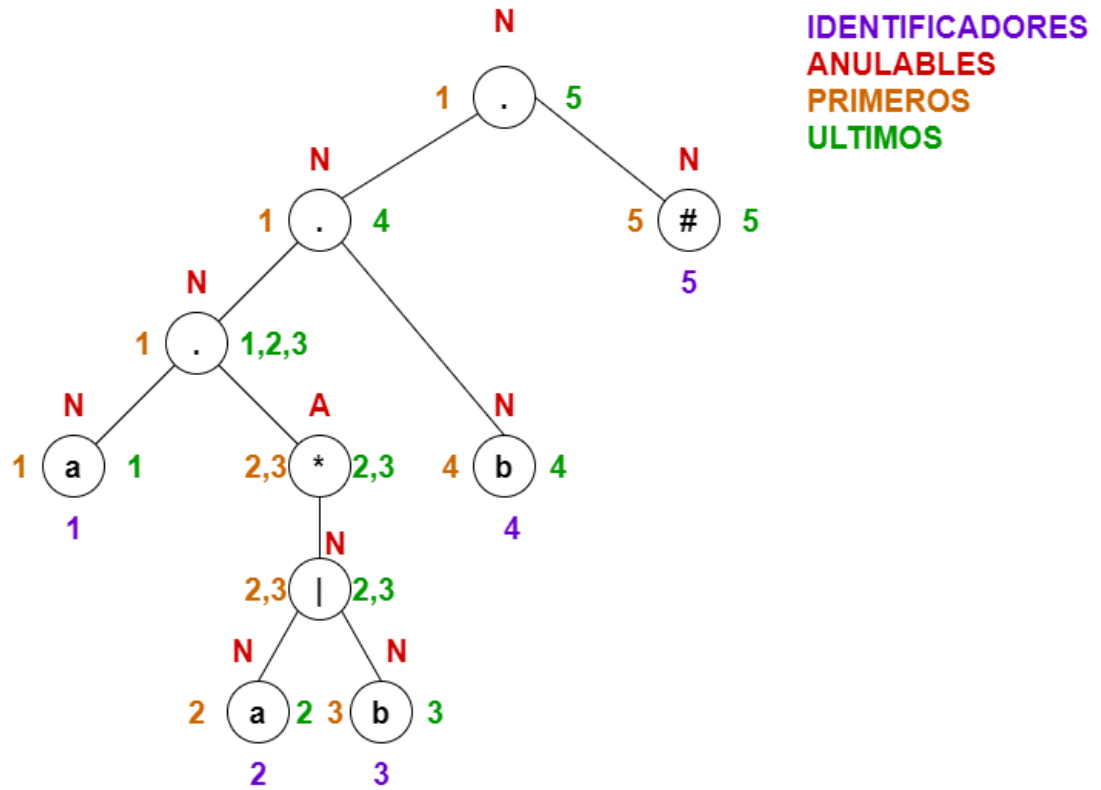 IDENTIFICADORES
ANULABLES
PRIMEROS
ULTIMOS
N
1 . 5
N
1 . 4
N
5 # 5
5
N
1 . 1,2,3
N
1 a 1
1
A
2,3 * 2,3
N
4 b 4
4
N
2,3 | 2,3
N
2 a 2
2
N
3 b 3
3